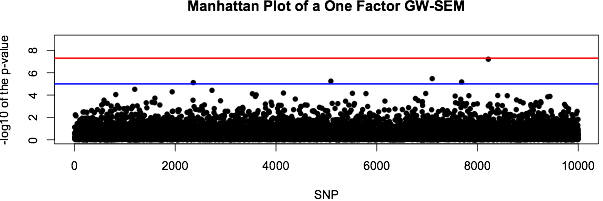 Manhattan Plot of a One Factor GW-SEM
-log10 of the p-value
8
6
4
2
0
0 2000 4000 6000 8000 10000
SNP